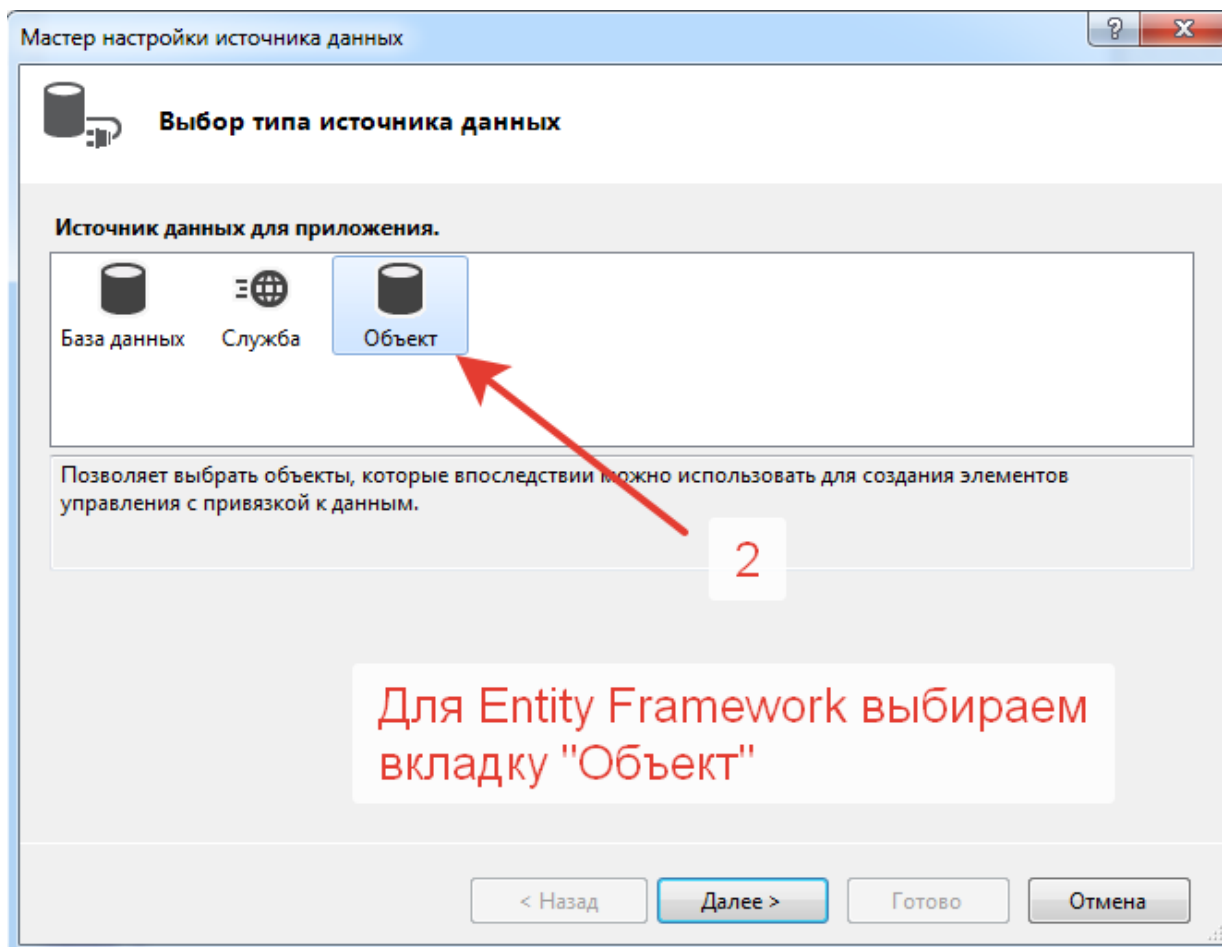 Мастер настройки источника данных
Выбор типа источника данных
Источник данных для приложения.
База данных
Служба
Объект
Позволяет выбрать объекты, которые впоследствии можно использовать для создания элементов
управления с привязкой к данным.
2
Для Entity Framework выбираем
вкладку "Объект"
< Назад
Далее >
Готово
Отмена